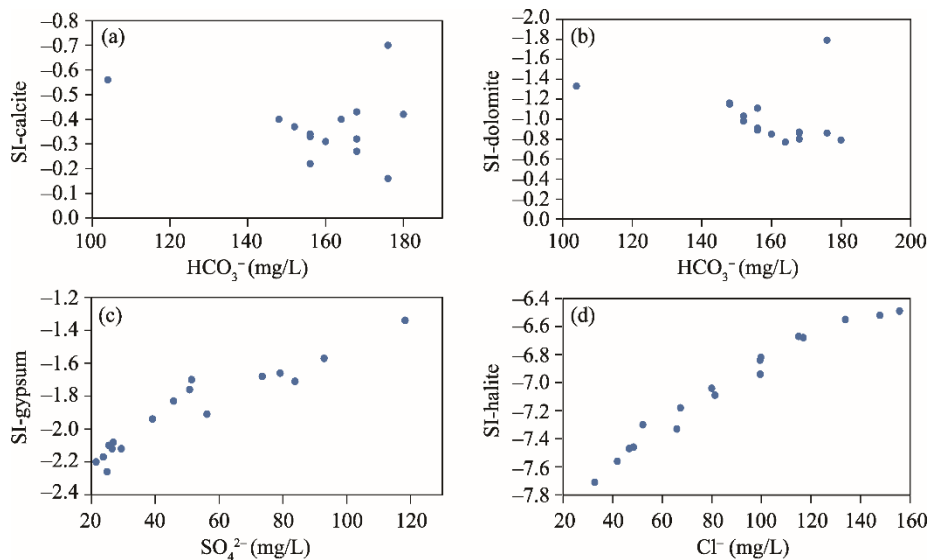 (a)
SI-calcite
–0.8
–0.7
–0.6
–0.5
–0.4
–0.3
–0.2
–0.1
0.0
100 120 140 160 180
HCO₃⁻ (mg/L)
(b)
SI-dolomite
–2.0
–1.8
–1.6
–1.4
–1.2
–1.0
–0.8
–0.6
–0.4
–0.2
0.0
100 120 140 160 180 200
HCO₃⁻ (mg/L)
(c)
SI-gypsum
–1.2
–1.4
–1.6
–1.8
–2.0
–2.2
–2.4
20 40 60 80 100 120
SO₄²⁻ (mg/L)
(d)
SI-halite
–6.4
–6.6
–6.8
–7.0
–7.2
–7.4
–7.6
–7.8
20 40 60 80 100 120 140 160
Cl⁻ (mg/L)